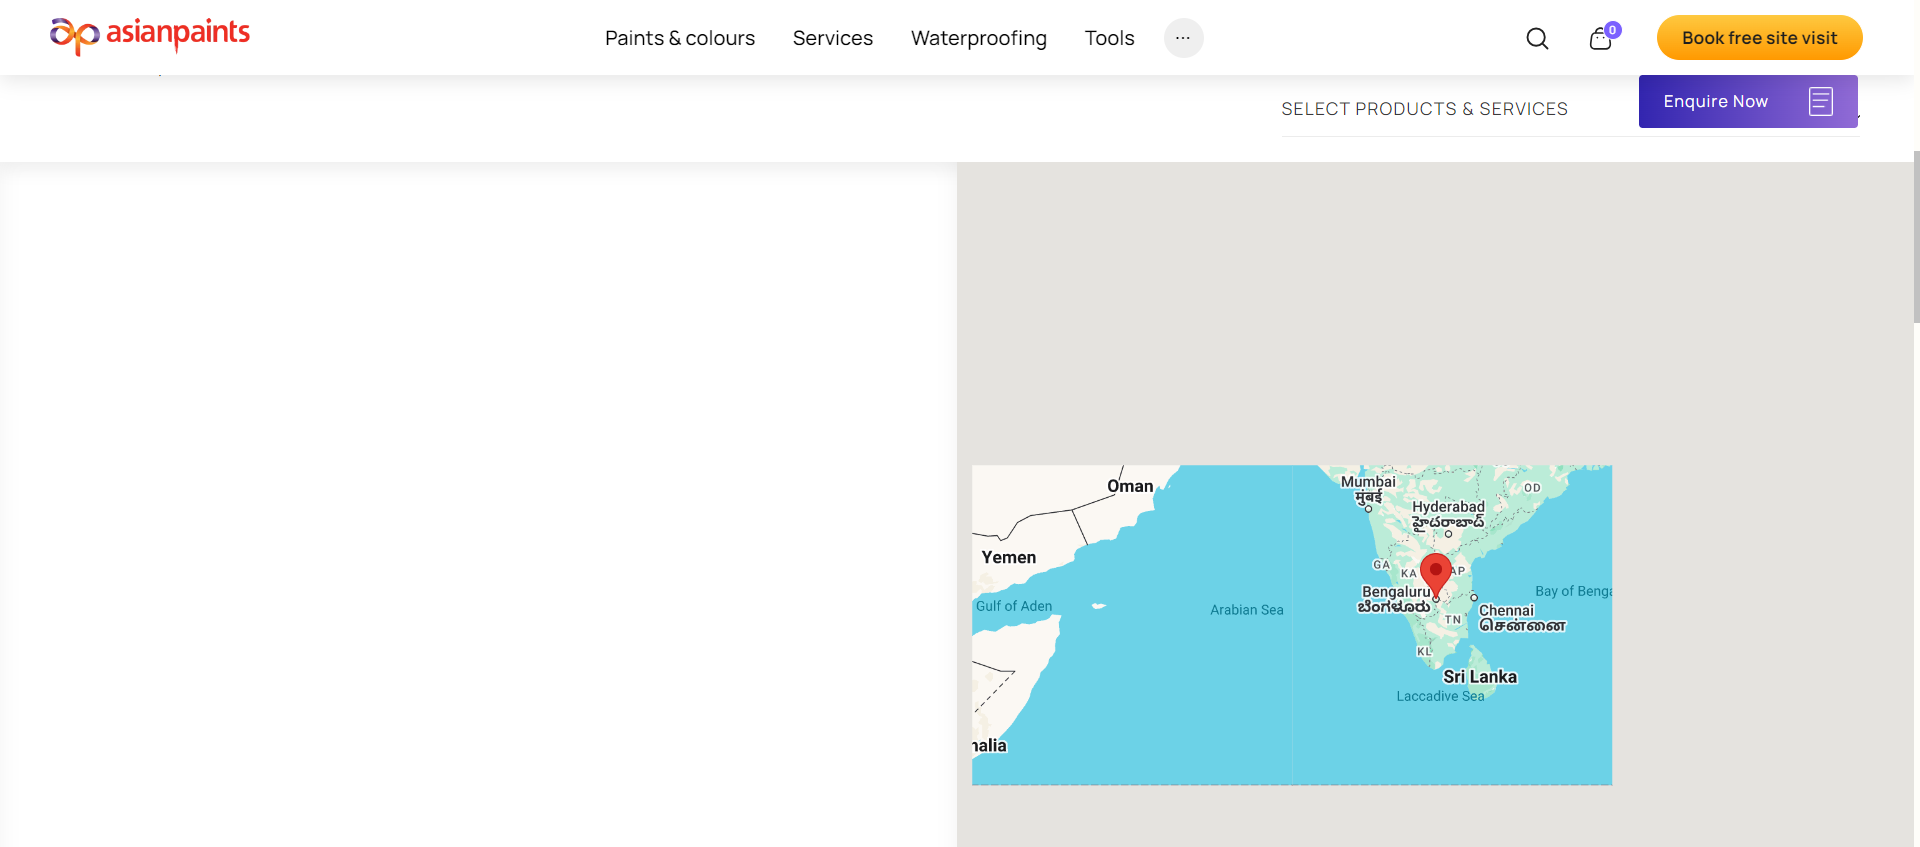 asianpaints
Paints & colours
Services
Waterproofing
Tools
0
Book free site visit
SELECT PRODUCTS & SERVICES
Enquire Now
Oman
Mumbai
मुंबई
OD
Hyderabad
హైదరాబాద్
Yemen
GA
KA
AP
Bengaluru
ಬೆಂಗಳೂರು
Bay of Benga
Gulf of Aden
Arabian Sea
Chennai
சென்னை
TN
KL
Sri Lanka
Laccadive Sea
nalia